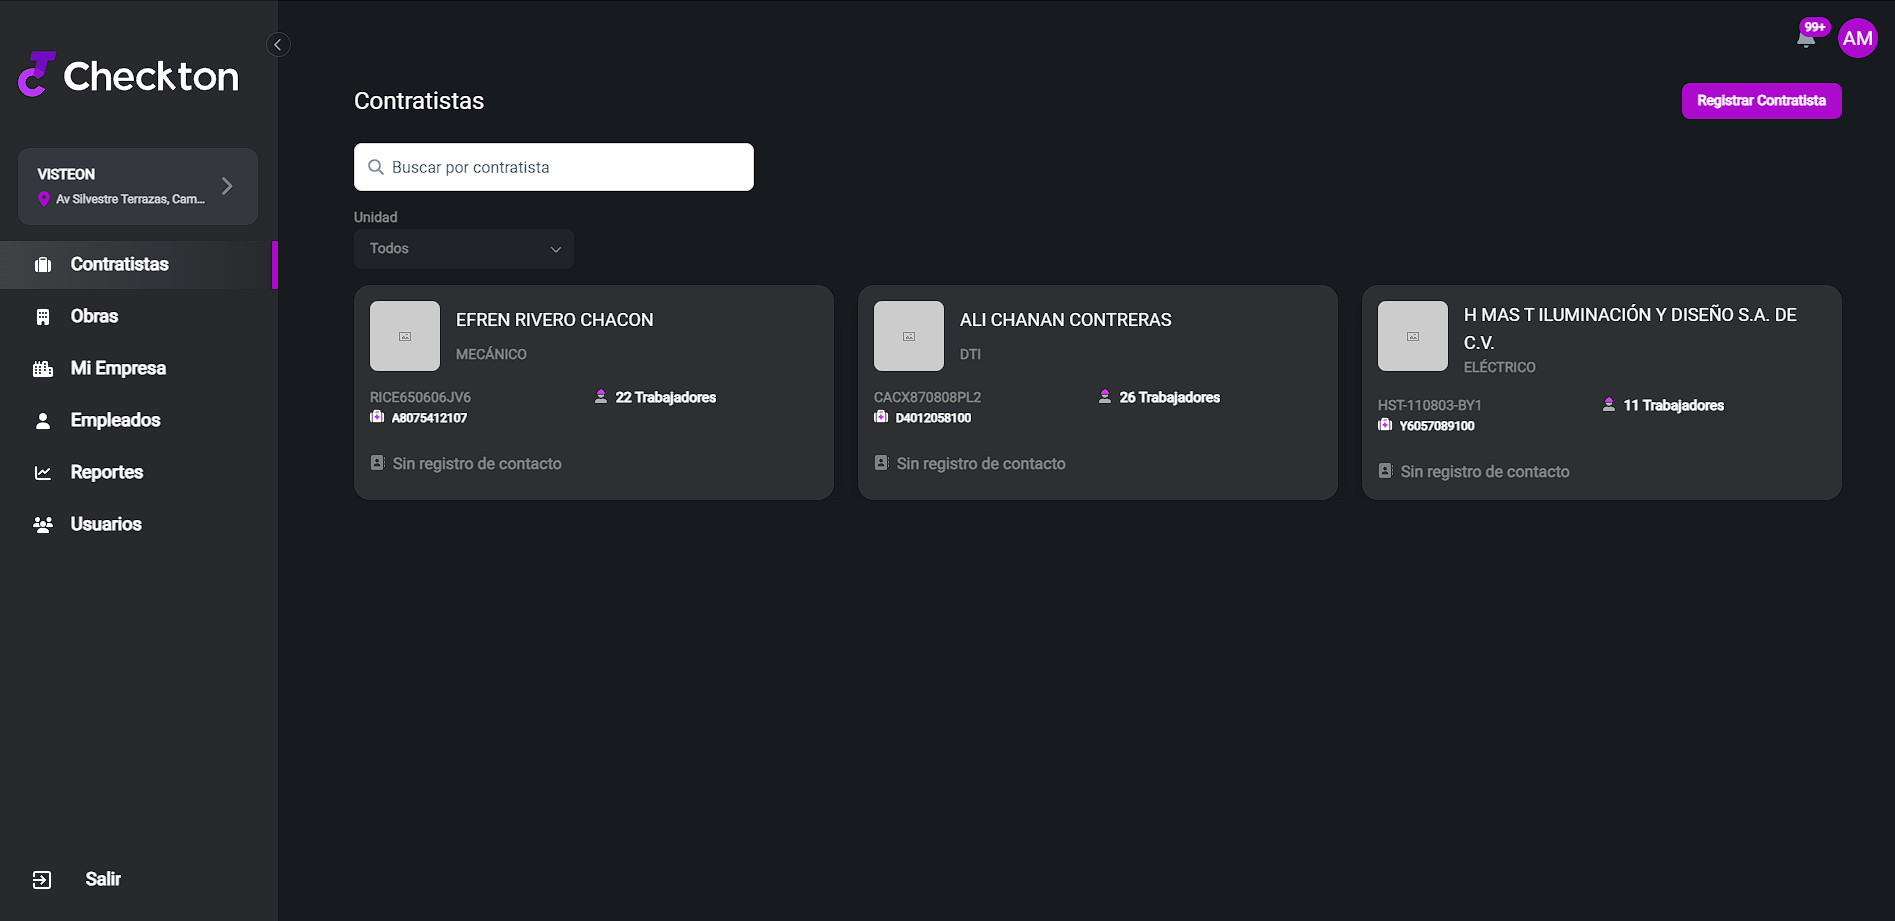 Checkton
VISTEON
Av Silvestre Terrazas, Cam...
Contratistas
Obras
Mi Empresa
Empleados
Reportes
Usuarios
Salir
99+
AM
Contratistas
Registrar Contratista
Buscar por contratista
Unidad
Todos
EFREN RIVERO CHACON
MECÁNICO
RICE650606JV6
22 Trabajadores
A8075412107
Sin registro de contacto
ALI CHANAN CONTRERAS
DTI
CACX870808PL2
26 Trabajadores
D4012058100
Sin registro de contacto
H MAS T ILUMINACIÓN Y DISEÑO S.A. DE
C.V.
ELÉCTRICO
HST-110803-BY1
11 Trabajadores
Y6057089100
Sin registro de contacto